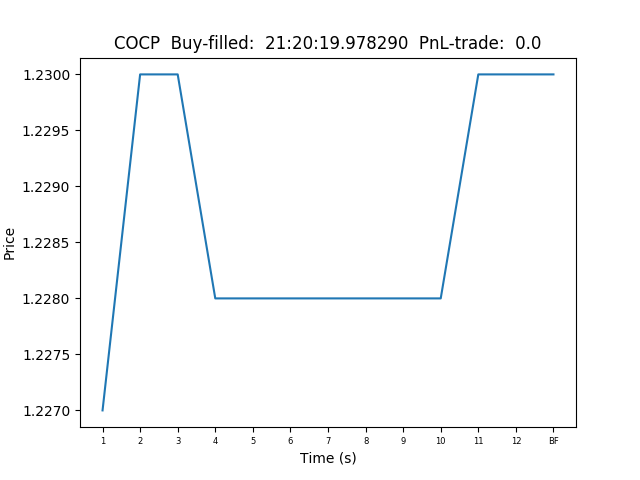 COCP  Buy-filled:  21:20:19.978290  PnL-trade:  0.0
1.2300
1.2295
1.2290
1.2285
1.2280
1.2275
1.2270
Price
1 2 3 4 5 6 7 8 9 10 11 12 BF
Time (s)